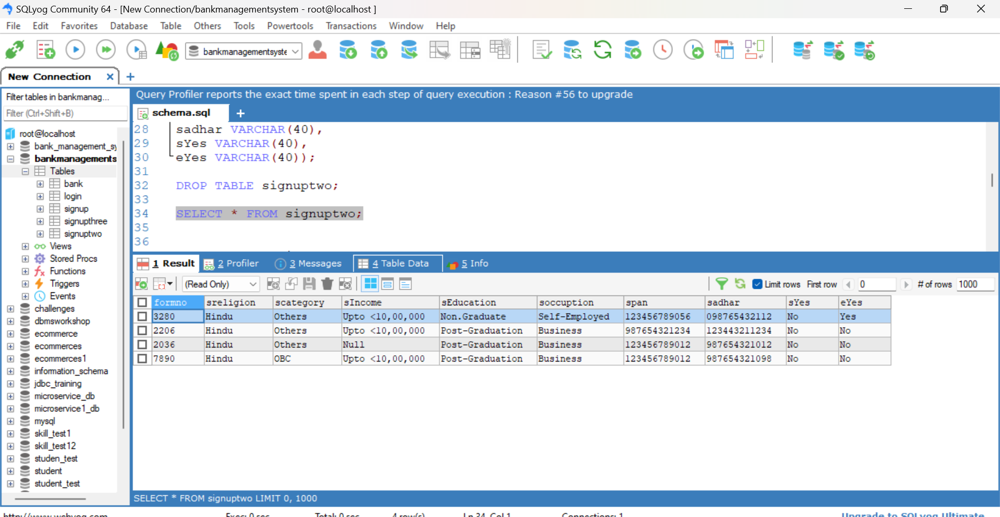 SQLyog Community 64 - [New Connection/bankmanagementsystem - root@localhost ]
File Edit Favorites Database Table Others Tools Powertools Transactions Window Help
bankmanagementsyste
New Connection
Filter tables in bankmanag...
Filter (Ctrl+Shift+B)
root@localhost
bank_management_sy
bankmanagements
Tables
bank
login
signup
signupthree
signuptwo
Views
Stored Procs
Functions
Triggers
Events
challenges
dbmsworkshop
ecommerce
ecommerces
ecommerces1
information_schema
jdbc_training
microservice_db
microservice1_db
mysql
skill_test1
skill_test12
studen_test
student
student_test
Query Profiler reports the exact time spent in each step of query execution : Reason #56 to upgrade
schema.sql
28 sadhar VARCHAR(40),
29 sYes VARCHAR(40),
30 eYes VARCHAR(40));
31
32 DROP TABLE signuptwo;
33
34 SELECT * FROM signuptwo;
35
36
1 Result 2 Profiler 3 Messages 4 Table Data 5 Info
(Read Only) Limit rows First row 0 # of rows 1000
formno sreligion scategory sIncome sEducation soccuption span sadhar sYes eYes
3280 Hindu Others Upto <10,00,000 Non.Graduate Self-Employed 123456789056 098765432112 No Yes
2206 Hindu Others Upto <10,00,000 Post-Graduation Business 987654321234 123443211234 No No
2036 Hindu Others Null Post-Graduation Business 123456789012 987654321012 No No
7890 Hindu OBC Upto <10,00,000 Post-Graduation Business 123456789012 987654321098 No No
SELECT * FROM signuptwo LIMIT 0, 1000
http://www.webyog.com Exec: 0 sec Total: 0 sec 4 row(s) Ln 34, Col 1 Connections: 1 Upgrade to SQLyog Ultimate